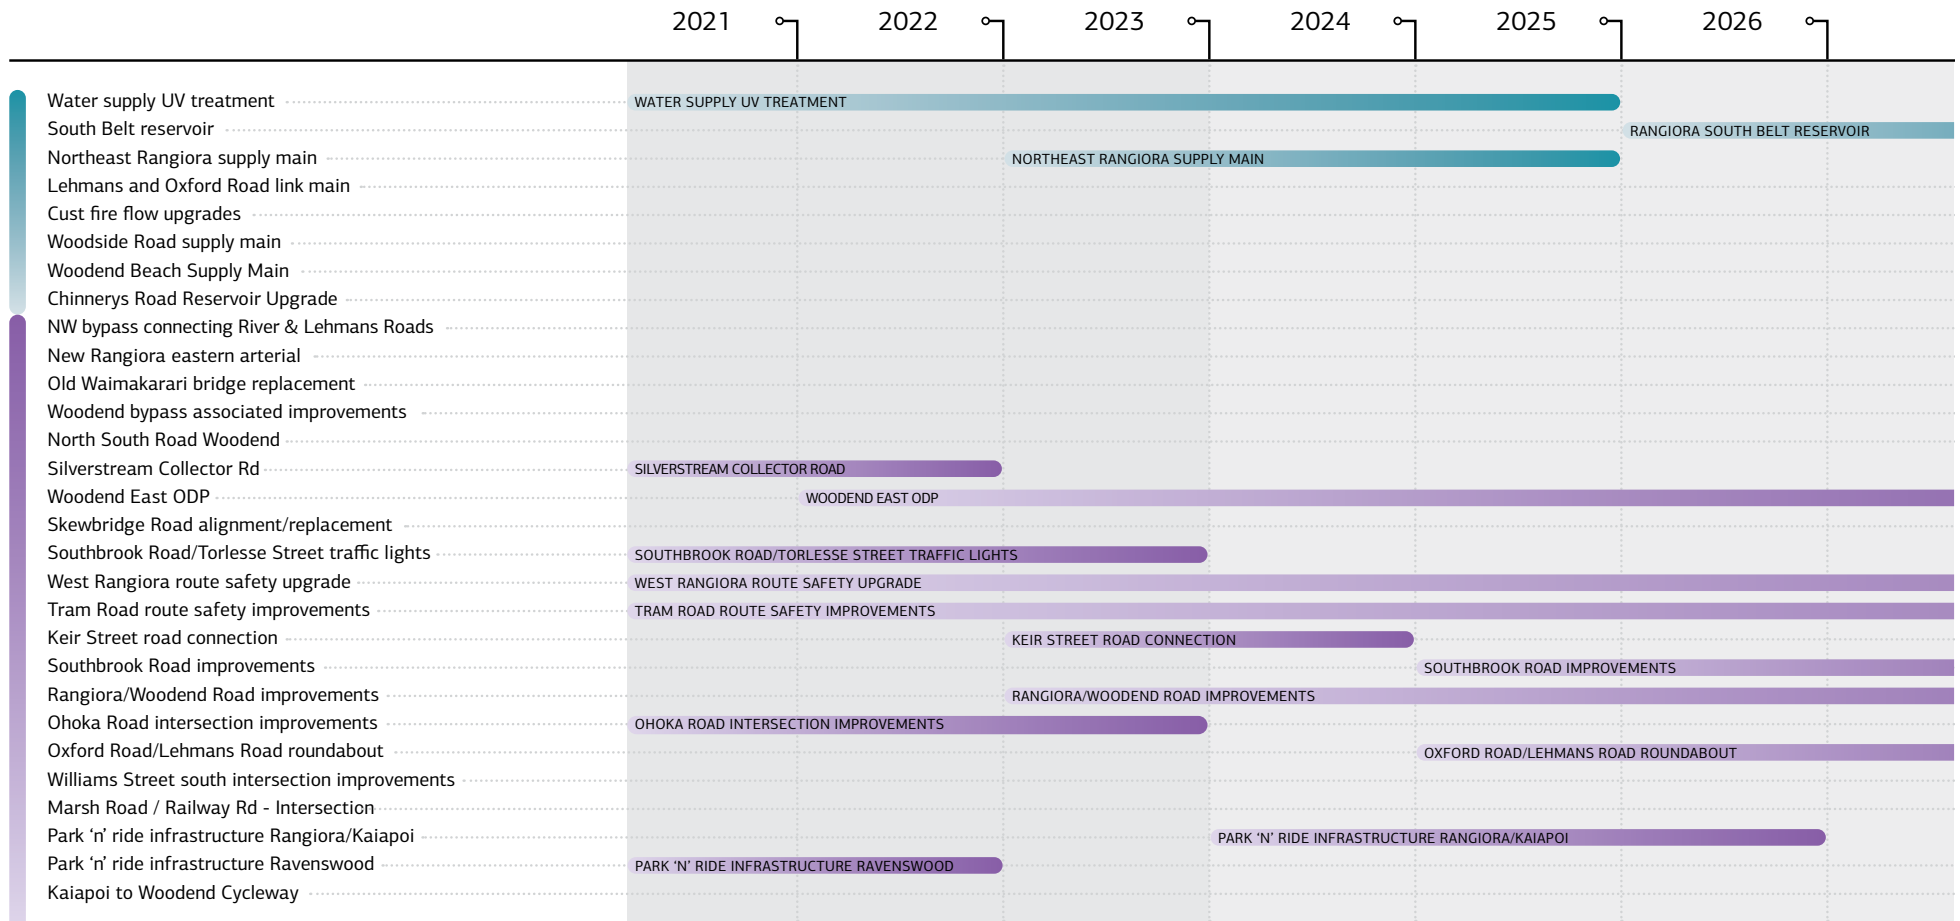 2021 2022 2023 2024 2025 2026
Water supply UV treatment WATER SUPPLY UV TREATMENT
South Belt reservoir RANGIORA SOUTH BELT RESERVOIR
Northeast Rangiora supply main NORTHEAST RANGIORA SUPPLY MAIN
Lehmans and Oxford Road link main
Cust fire flow upgrades
Woodside Road supply main
Woodend Beach Supply Main
Chinnerys Road Reservoir Upgrade
NW bypass connecting River & Lehmans Roads
New Rangiora eastern arterial
Old Waimakarari bridge replacement
Woodend bypass associated improvements
North South Road Woodend
Silverstream Collector Rd SILVERSTREAM COLLECTOR ROAD
Woodend East ODP WOODEND EAST ODP
Skewbridge Road alignment/replacement
Southbrook Road/Torlesse Street traffic lights SOUTHBROOK ROAD/TORLESSE STREET TRAFFIC LIGHTS
West Rangiora route safety upgrade WEST RANGIORA ROUTE SAFETY UPGRADE
Tram Road route safety improvements TRAM ROAD ROUTE SAFETY IMPROVEMENTS
Keir Street road connection KEIR STREET ROAD CONNECTION
Southbrook Road improvements SOUTHBROOK ROAD IMPROVEMENTS
Rangiora/Woodend Road improvements RANGIORA/WOODEND ROAD IMPROVEMENTS
Ohoka Road intersection improvements OHOKA ROAD INTERSECTION IMPROVEMENTS
Oxford Road/Lehmans Road roundabout OXFORD ROAD/LEHMANS ROAD ROUNDABOUT
Williams Street south intersection improvements
Marsh Road / Railway Rd - Intersection
Park ‘n’ ride infrastructure Rangiora/Kaiapoi PARK ‘N’ RIDE INFRASTRUCTURE RANGIORA/KAIAPOI
Park ‘n’ ride infrastructure Ravenswood PARK ‘N’ RIDE INFRASTRUCTURE RAVENSWOOD
Kaiapoi to Woodend Cycleway